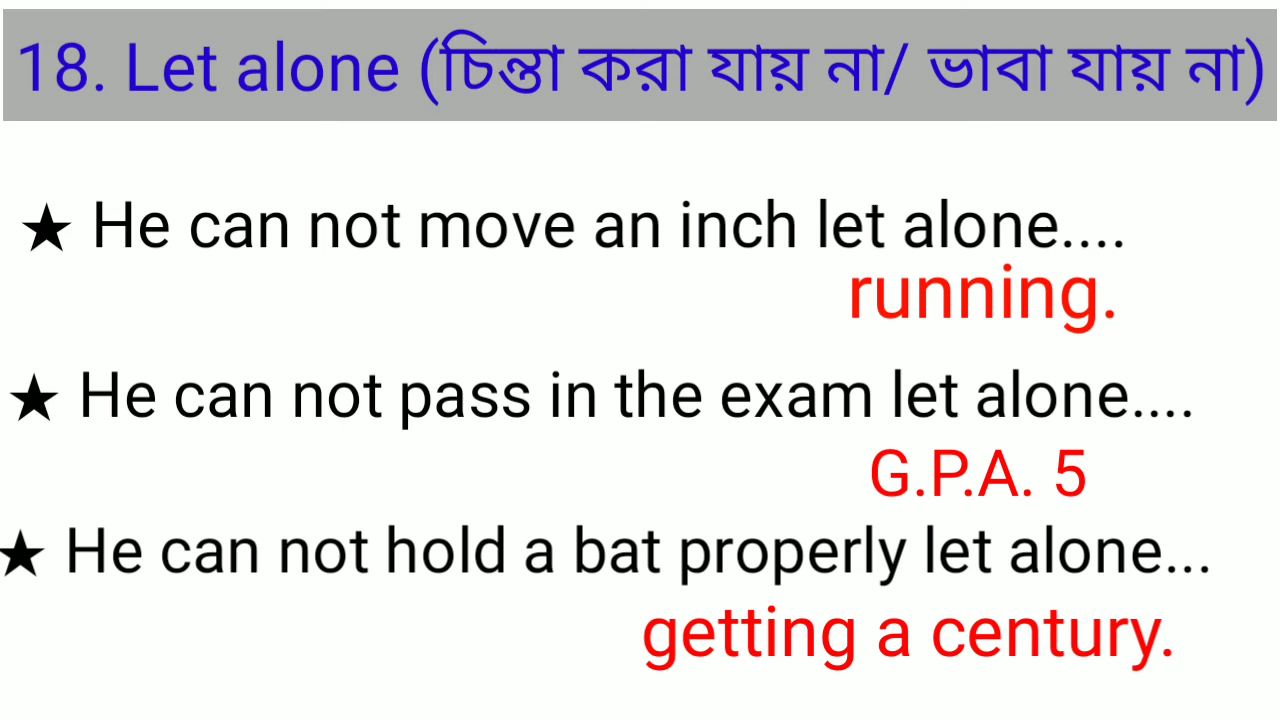 18. Let alone (চিন্তা করা যায় না/ ভাবা যায় না)
★ He can not move an inch let alone....
running.
★ He can not pass in the exam let alone....
G.P.A. 5
★ He can not hold a bat properly let alone...
getting a century.